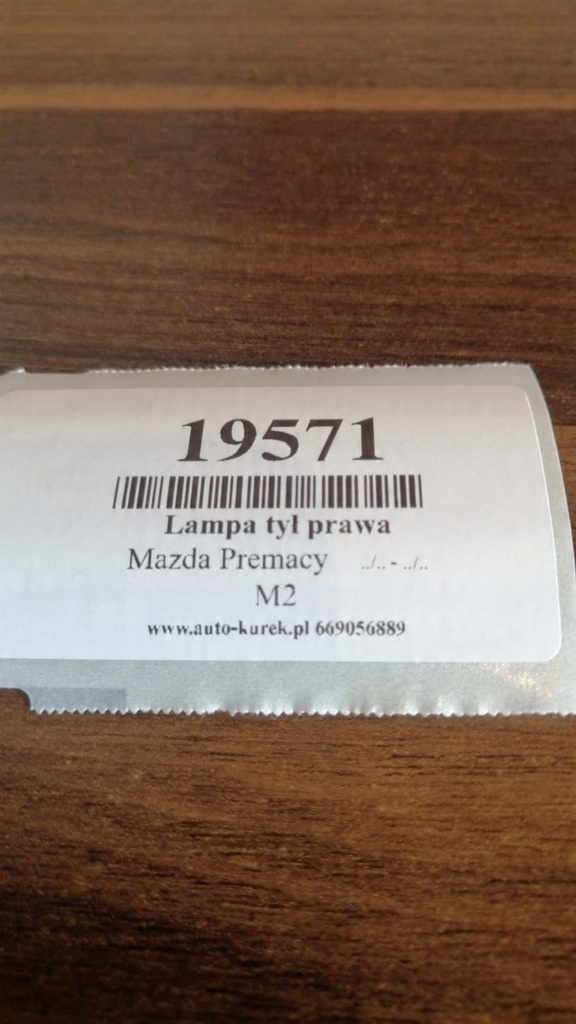 19571
Lampa tył prawa
Mazda Premacy ../.. - ../..
M2
www.auto-kurek.pl 669056889